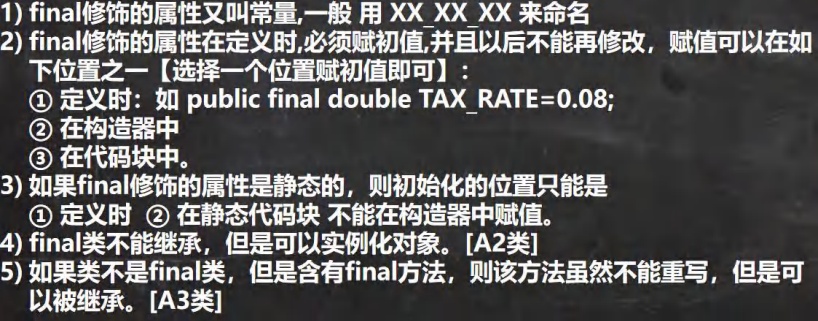 1) final修饰的属性又叫常量,一般 用 XX_XX_XX 来命名
2) final修饰的属性在定义时,必须赋初值,并且以后不能再修改，赋值可以在如
下位置之一【选择一个位置赋初值即可】:
① 定义时：如 public final double TAX_RATE=0.08;
② 在构造器中
③ 在代码块中。
3) 如果final修饰的属性是静态的，则初始化的位置只能是
① 定义时 ② 在静态代码块 不能在构造器中赋值。
4) final类不能继承，但是可以实例化对象。[A2类]
5) 如果类不是final类，但是含有final方法，则该方法虽然不能重写，但是可
以被继承。[A3类]